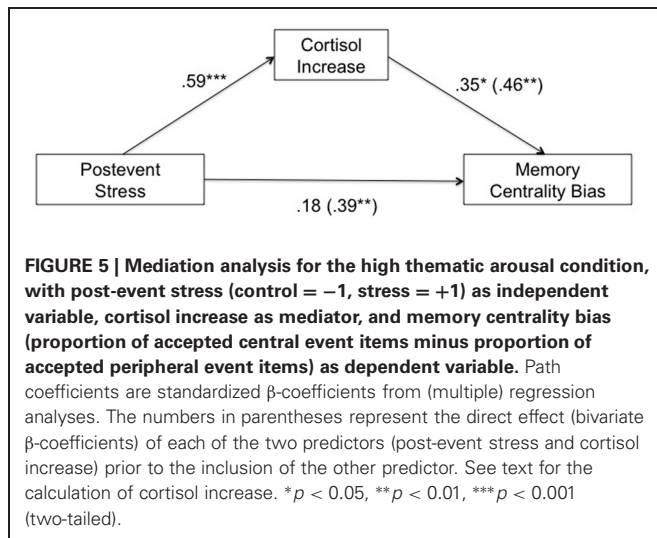 Cortisol
Increase
.59***
.35* (.46**)
Postevent
Stress
Memory
Centrality Bias
.18 (.39**)
FIGURE 5 | Mediation analysis for the high thematic arousal condition,
with post-event stress (control = −1, stress = +1) as independent
variable, cortisol increase as mediator, and memory centrality bias
(proportion of accepted central event items minus proportion of
accepted peripheral event items) as dependent variable. Path
coefficients are standardized β-coefficients from (multiple) regression
analyses. The numbers in parentheses represent the direct effect (bivariate
β-coefficients) of each of the two predictors (post-event stress and cortisol
increase) prior to the inclusion of the other predictor. See text for the
calculation of cortisol increase. *p < 0.05, **p < 0.01, ***p < 0.001
(two-tailed).